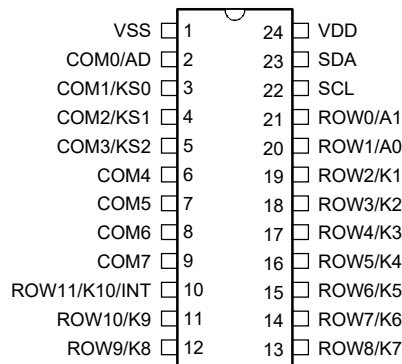 VSS 1 24 VDD
COM0/AD 2 23 SDA
COM1/KS0 3 22 SCL
COM2/KS1 4 21 ROW0/A1
COM3/KS2 5 20 ROW1/A0
COM4 6 19 ROW2/K1
COM5 7 18 ROW3/K2
COM6 8 17 ROW4/K3
COM7 9 16 ROW5/K4
ROW11/K10/INT 10 15 ROW6/K5
ROW10/K9 11 14 ROW7/K6
ROW9/K8 12 13 ROW8/K7